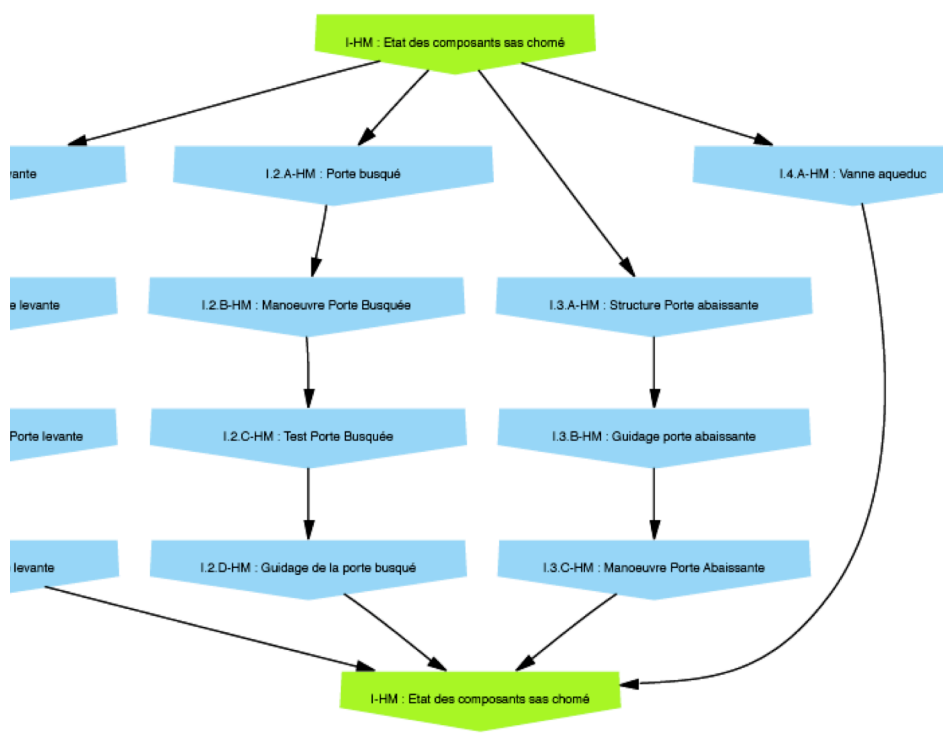 I-HM : Etat des composants sas chomé
vante
I.2.A-HM : Porte busqué
I.4.A-HM : Vanne aqueduc
e levante
I.2.B-HM : Manoeuvre Porte Busquée
I.3.A-HM : Structure Porte abaissante
Porte levante
I.2.C-HM : Test Porte Busquée
I.3.B-HM : Guidage porte abaissante
levante
I.2.D-HM : Guidage de la porte busqué
I.3.C-HM : Manoeuvre Porte Abaissante
I-HM : Etat des composants sas chomé